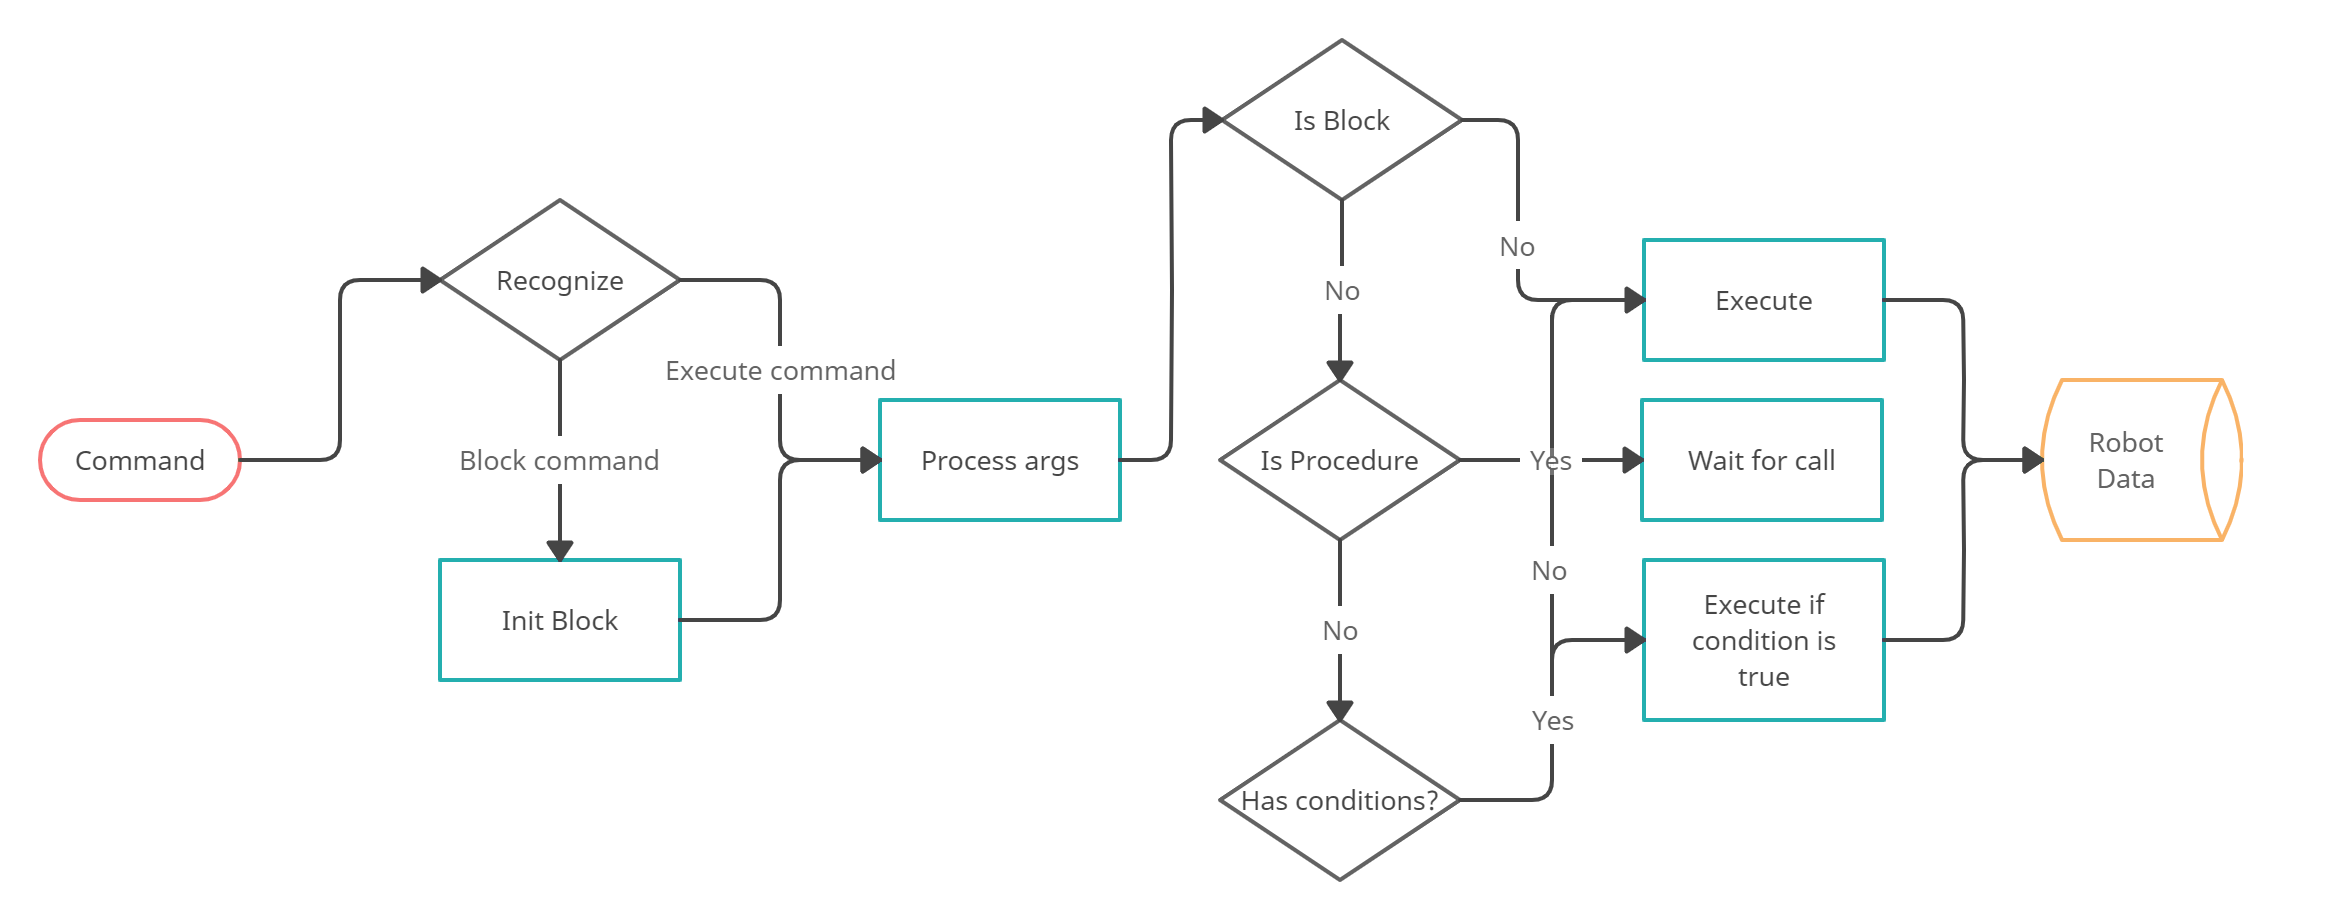 Command
Recognize
Execute command
Block command
Init Block
Process args
Is Block
No
No
Is Procedure
Yes
No
No
Has conditions?
Yes
Execute
Wait for call
Execute if
condition is
true
Robot
Data